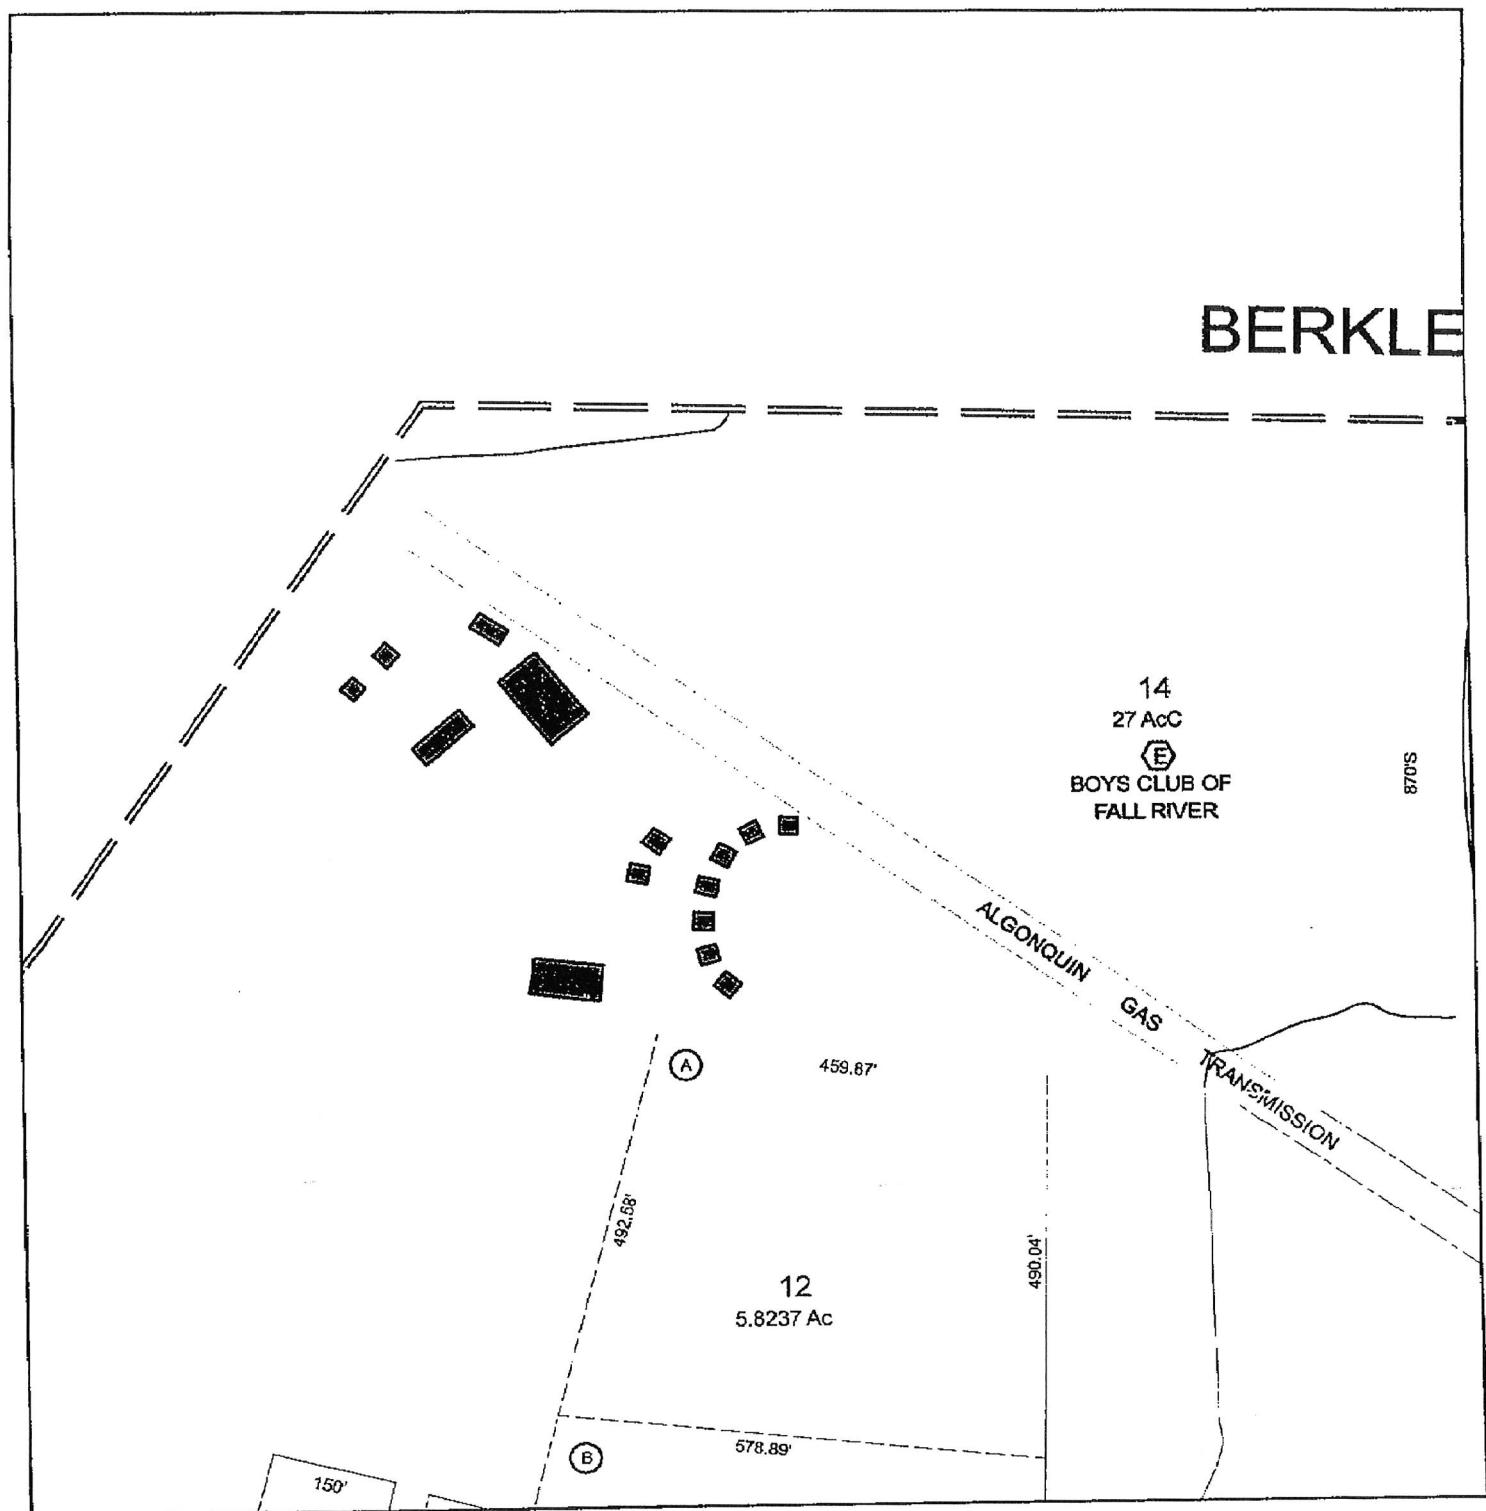 BERKLE
14
27 AcC
E
BOYS CLUB OF
FALL RIVER
870'S
ALGONQUIN GAS TRANSMISSION
A
459.87'
492.58'
490.04'
12
5.8237 Ac
578.89'
B
150'